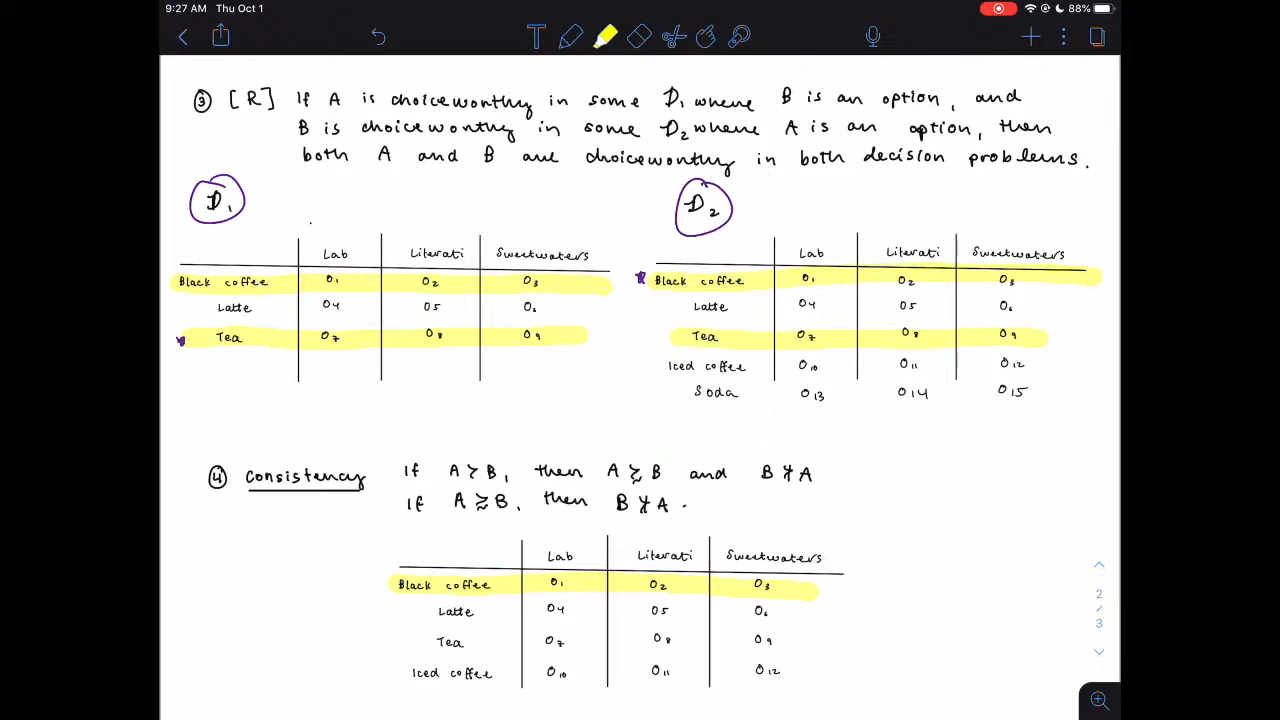 9:27 AM Thu Oct 1
88%
③ [R] If A is choiceworthy in some D₁ where B is an option, and
B is choiceworthy in some D₂ where A is an option, then
both A and B are choiceworthy in both decision problems.
D₁
Lab Literati Sweetwaters
Black coffee O₁ O₂ O₃
Latte O₄ O₅ O₆
Tea O₇ O₈ O₉
D₂
Lab Literati Sweetwaters
Black coffee O₁ O₂ O₃
Latte O₄ O₅ O₆
Tea O₇ O₈ O₉
Iced coffee O₁₀ O₁₁ O₁₂
Soda O₁₃ O₁₄ O₁₅
④ Consistency If A ≻ B, then A ≿ B and B ⊁ A
If A ≿ B, then B ⊁ A.
Lab Literati Sweetwaters
Black coffee O₁ O₂ O₃
Latte O₄ O₅ O₆
Tea O₇ O₈ O₉
Iced coffee O₁₀ O₁₁ O₁₂
2
/
3